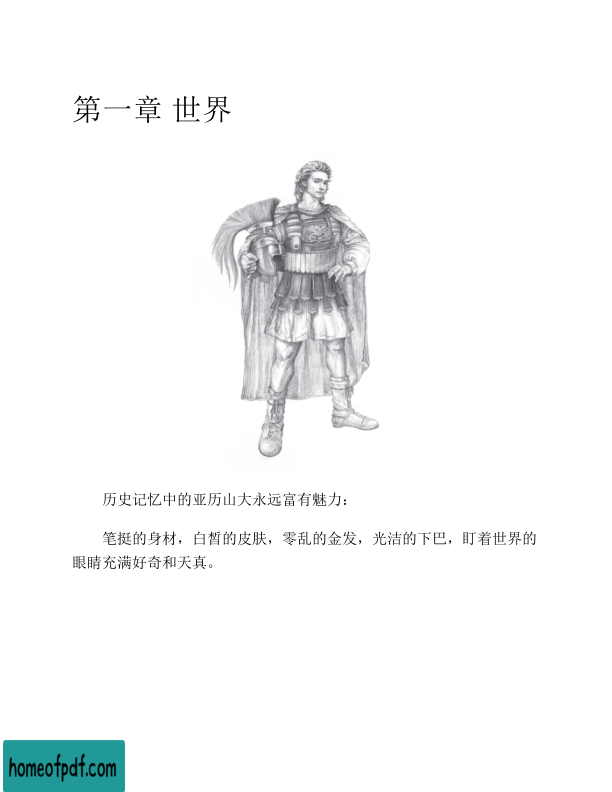 第一章 世界
历史记忆中的亚历山大永远富有魅力：
笔挺的身材，白皙的皮肤，零乱的金发，光洁的下巴，盯着世界的
眼睛充满好奇和天真。
homeofpdf.com